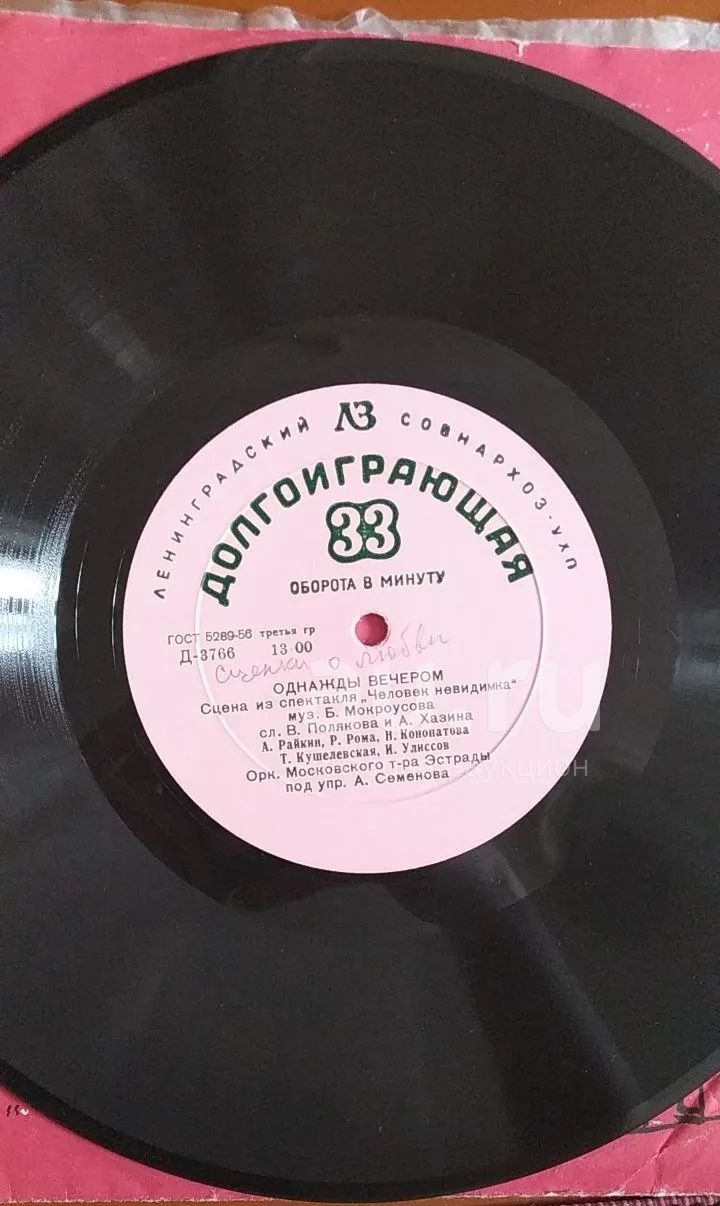 ЛЕНИНГРАДСКИЙ ЛЗ СОВНАРХОЗ-УХП
ДОЛГОИГРАЮЩАЯ
33
ОБОРОТА В МИНУТУ
ГОСТ 5289-56 третья гр
Д-3766 13-00
Сценки о любви
ОДНАЖДЫ ВЕЧЕРОМ
Сцена из спектакля „Человек невидимка"
муз. Б. Мокроусова
сл. В. Полякова и А. Хазина
А. Райкин, Р. Рома, Н. Конопатова
Т. Кушелевская, И. Улиссов
Орк. Московского т-ра Эстрады
под упр. А. Семенова
.ru
аукцион